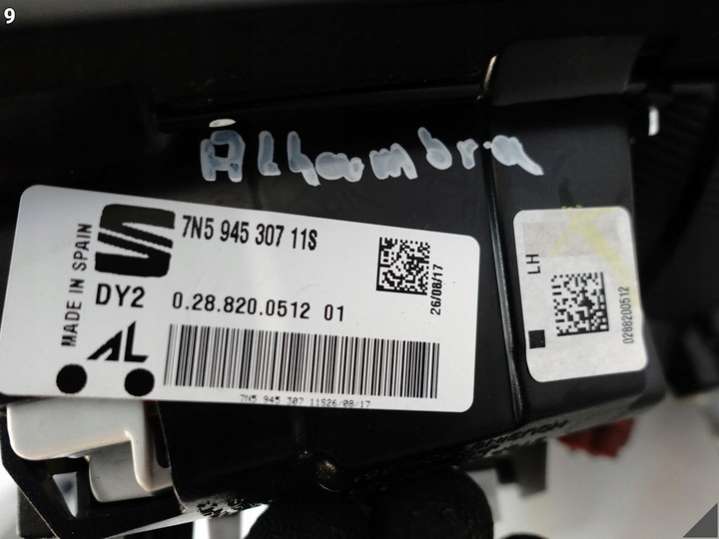 9
Alhambra
MADE IN SPAIN
7N5 945 307 11S
26/08/17
DY2
0.28.820.0512 01
AL
7N5 945 307 11S26/08/17
LH
0288200512